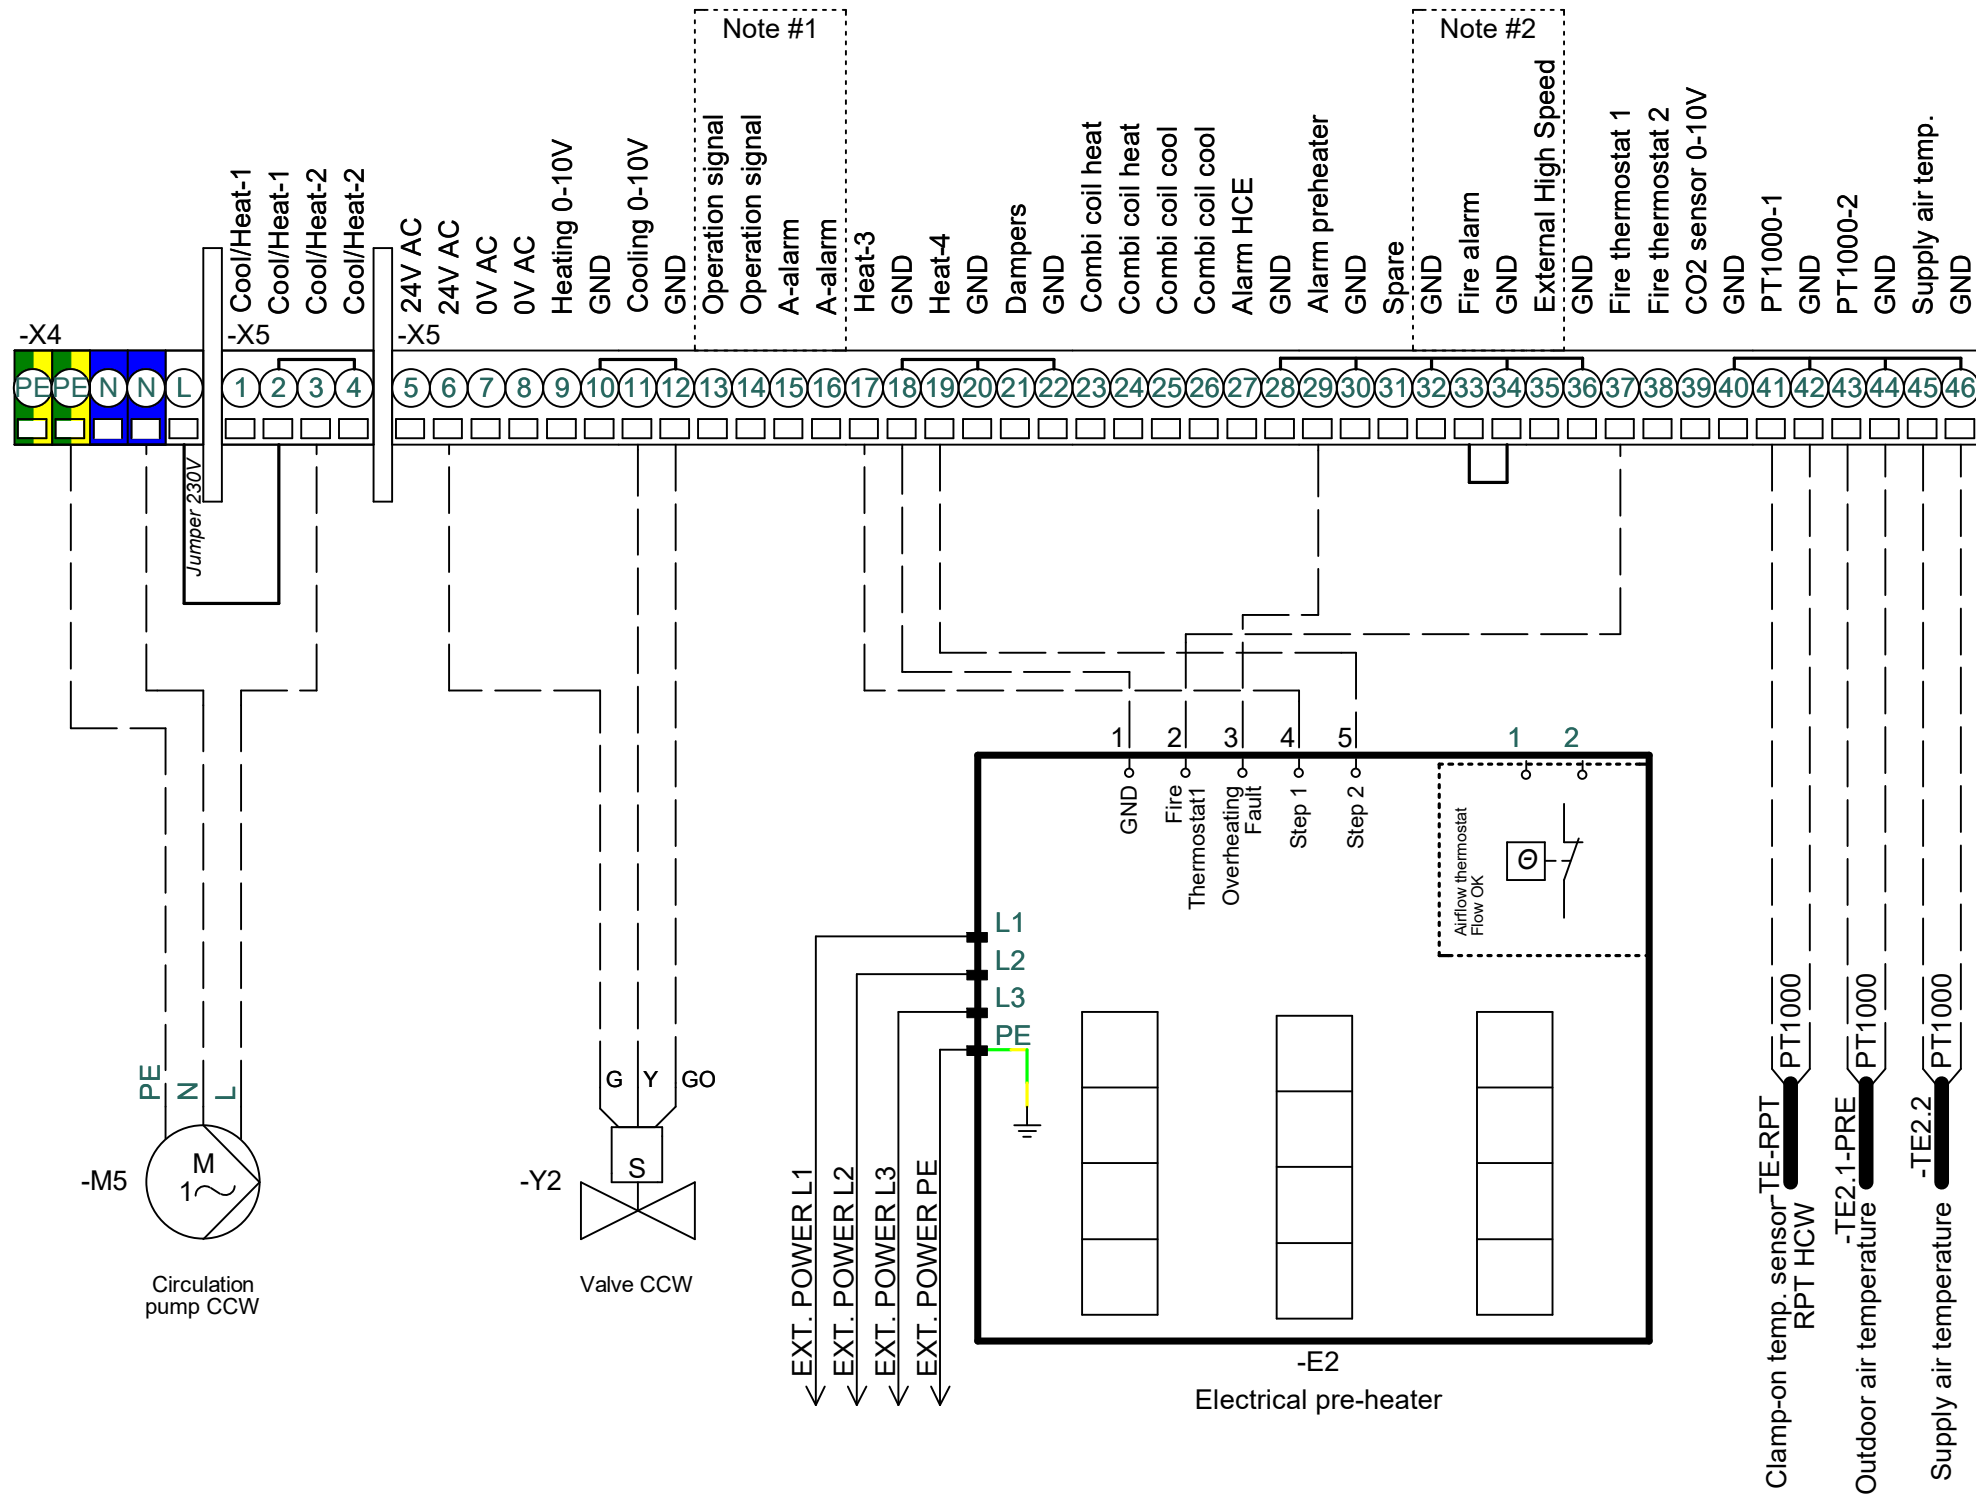 Note #1
Note #2
Cool/Heat-1
Cool/Heat-1
Cool/Heat-2
Cool/Heat-2
24V AC
24V AC
0V AC
0V AC
Heating 0-10V
GND
Cooling 0-10V
GND
Operation signal
Operation signal
A-alarm
A-alarm
Heat-3
GND
Heat-4
GND
Dampers
GND
Combi coil heat
Combi coil heat
Combi coil cool
Combi coil cool
Alarm HCE
GND
Alarm preheater
GND
Spare
GND
Fire alarm
GND
External High Speed
GND
Fire thermostat 1
Fire thermostat 2
CO2 sensor 0-10V
GND
PT1000-1
GND
PT1000-2
GND
Supply air temp.
GND
-X4
-X5
-X5
PE PE N N L 1 2 3 4 5 6 7 8 9 10 11 12 13 14 15 16 17 18 19 20 21 22 23 24 25 26 27 28 29 30 31 32 33 34 35 36 37 38 39 40 41 42 43 44 45 46
Jumper 230V
1 2 3 4 5 1 2
GND
Fire
Thermostat1
Overheating
Fault
Step 1
Step 2
Airflow thermostat
Flow OK
Θ
L1
L2
L3
PE
PE
N
L
M
1
-M5
Circulation
pump CCW
G Y GO
S
-Y2
Valve CCW
EXT. POWER L1
EXT. POWER L2
EXT. POWER L3
EXT. POWER PE
-E2
Electrical pre-heater
PT1000
PT1000
PT1000
-TE-RPT
-TE2.1-PRE
-TE2.2
Clamp-on temp. sensor
RPT HCW
Outdoor air temperature
Supply air temperature